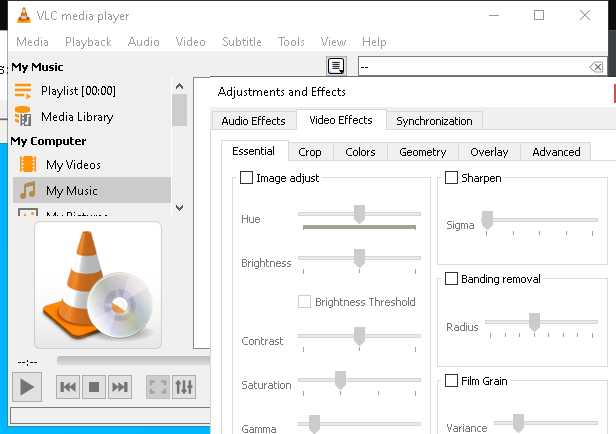 VLC media player
Media Playback Audio Video Subtitle Tools View Help
My Music
Playlist [00:00]
--
Media Library
My Computer
My Videos
My Music
--:--
Adjustments and Effects
Audio Effects Video Effects Synchronization
Essential Crop Colors Geometry Overlay Advanced
Image adjust
Hue
Brightness
Brightness Threshold
Contrast
Saturation
Gamma
Sharpen
Sigma
Banding removal
Radius
Film Grain
Variance